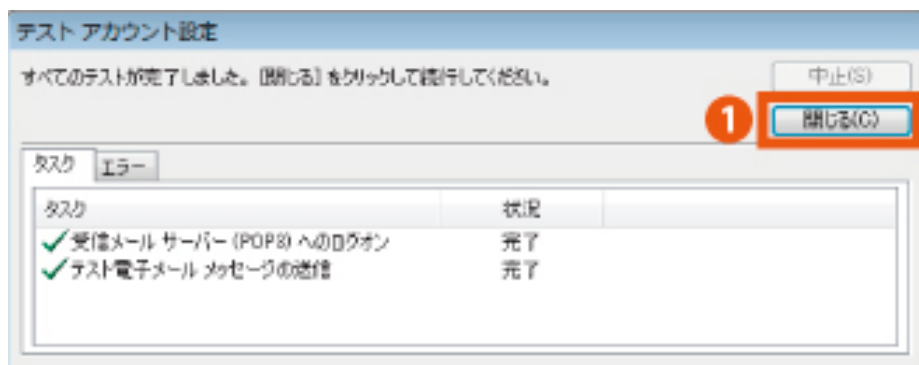 テスト アカウント設定
すべてのテストが完了しました。[閉じる] をクリックして続行してください。
中止(S)
1
閉じる(C)
タスク
エラー
タスク
状況
受信メール サーバー (POP3) へのログオン
完了
テスト電子メール メッセージの送信
完了